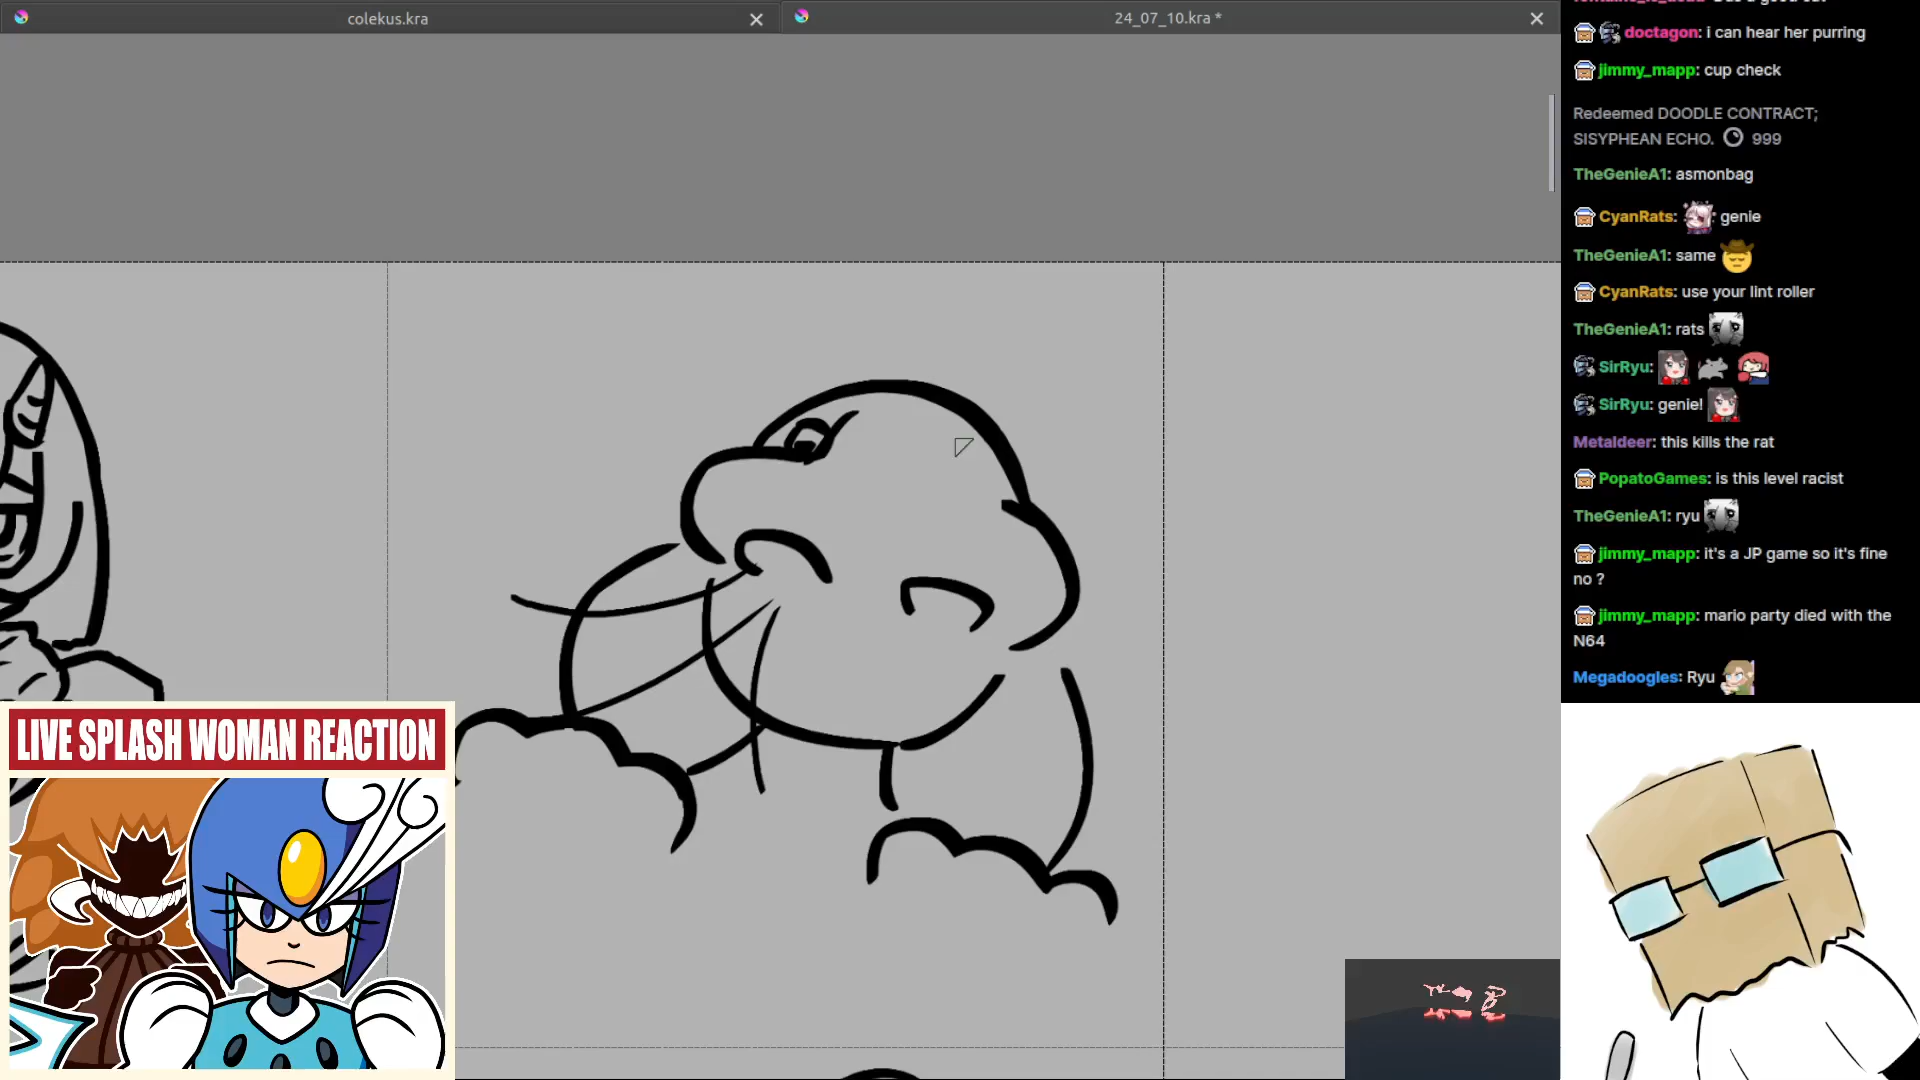 colekus.kra
24_07_10.kra *
doctagon: i can hear her purring
jimmy_mapp: cup check
Redeemed DOODLE CONTRACT;
SISYPHEAN ECHO. 999
TheGenieA1: asmonbag
CyanRats: genie
TheGenieA1: same
CyanRats: use your lint roller
TheGenieA1: rats
SirRyu:
SirRyu: genie!
Metaldeer: this kills the rat
PopatoGames: is this level racist
TheGenieA1: ryu
jimmy_mapp: it's a JP game so it's fine
no ?
jimmy_mapp: mario party died with the
N64
Megadoogles: Ryu
LIVE SPLASH WOMAN REACTION